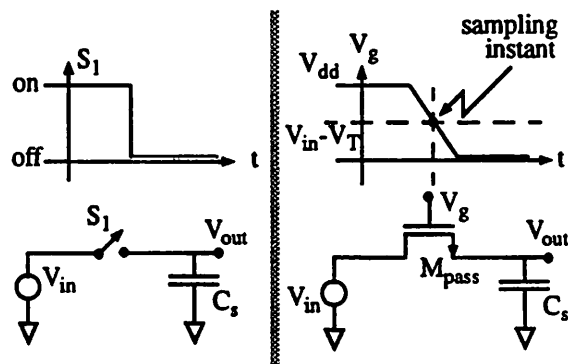 S1
on
off
t
S1
Vout
Vin
Cs
sampling
instant
Vg
Vdd
Vin-VT
t
Vg
Vout
Mpass
Vin
Cs